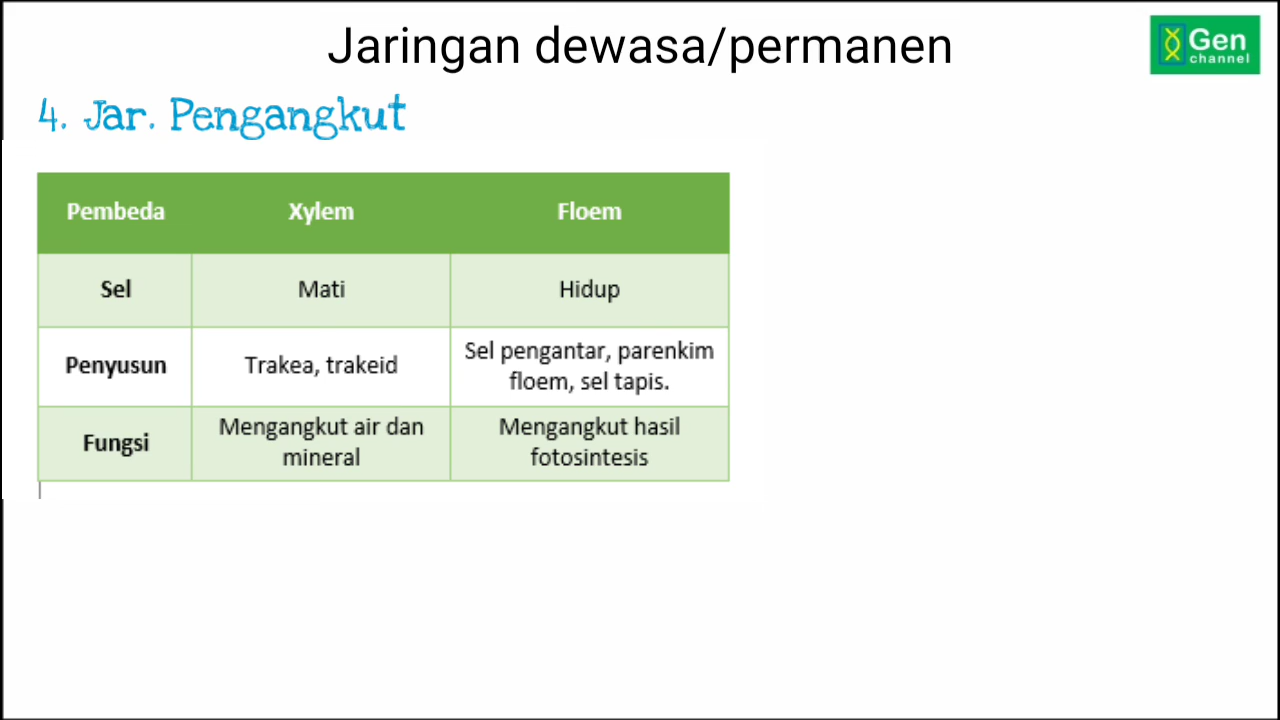 Jaringan dewasa/permanen
Gen
channel
4. Jar. Pengangkut
Pembeda Xylem Floem
Sel Mati Hidup
Penyusun Trakea, trakeid Sel pengantar, parenkim
floem, sel tapis.
Fungsi Mengangkut air dan Mengangkut hasil
mineral fotosintesis